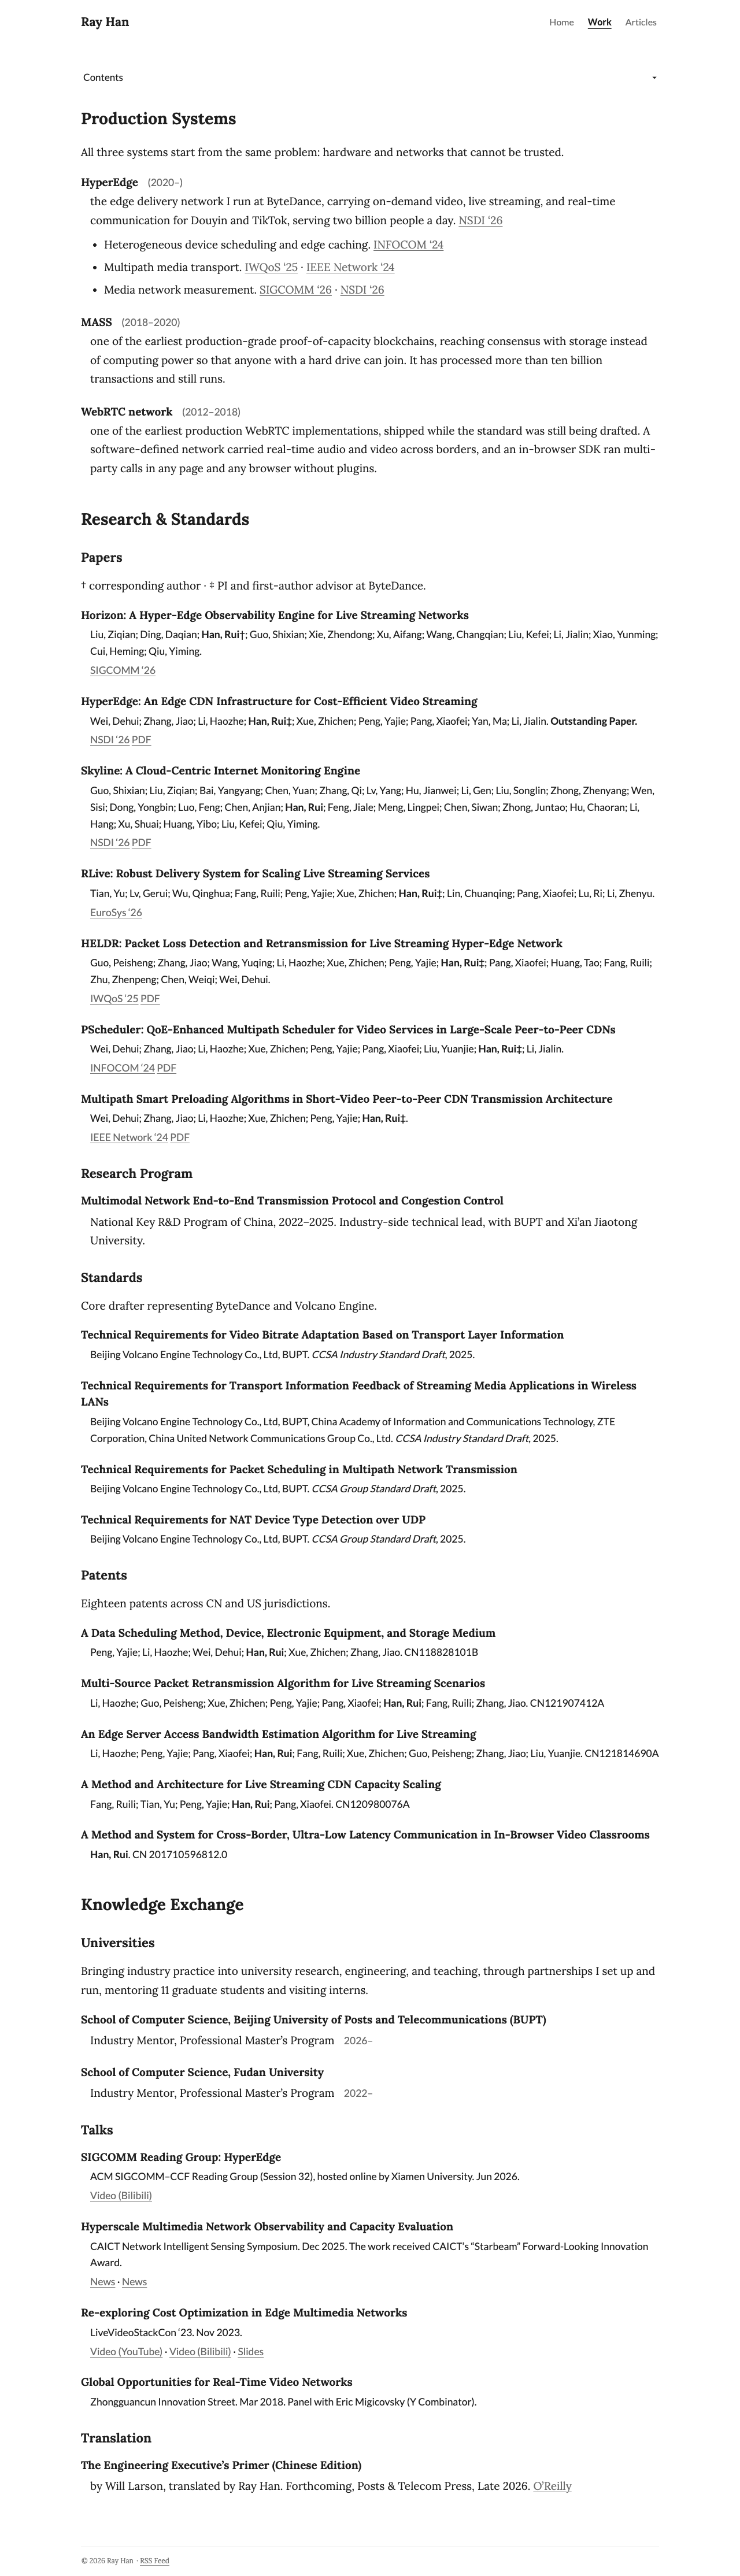 Ray Han
Home Work Articles
Contents
Production Systems
All three systems start from the same problem: hardware and networks that cannot be trusted.
HyperEdge (2020–)
the edge delivery network I run at ByteDance, carrying on-demand video, live streaming, and real-time
communication for Douyin and TikTok, serving two billion people a day. NSDI ‘26
• Heterogeneous device scheduling and edge caching. INFOCOM ‘24
• Multipath media transport. IWQoS ‘25 · IEEE Network ‘24
• Media network measurement. SIGCOMM ‘26 · NSDI ‘26
MASS (2018–2020)
one of the earliest production-grade proof-of-capacity blockchains, reaching consensus with storage instead
of computing power so that anyone with a hard drive can join. It has processed more than ten billion
transactions and still runs.
WebRTC network (2012–2018)
one of the earliest production WebRTC implementations, shipped while the standard was still being drafted. A
software-defined network carried real-time audio and video across borders, and an in-browser SDK ran multi-
party calls in any page and any browser without plugins.
Research & Standards
Papers
† corresponding author · ‡ PI and first-author advisor at ByteDance.
Horizon: A Hyper-Edge Observability Engine for Live Streaming Networks
Liu, Ziqian; Ding, Daqian; Han, Rui†; Guo, Shixian; Xie, Zhendong; Xu, Aifang; Wang, Changqian; Liu, Kefei; Li, Jialin; Xiao, Yunming;
Cui, Heming; Qiu, Yiming.
SIGCOMM ‘26
HyperEdge: An Edge CDN Infrastructure for Cost-Efficient Video Streaming
Wei, Dehui; Zhang, Jiao; Li, Haozhe; Han, Rui‡; Xue, Zhichen; Peng, Yajie; Pang, Xiaofei; Yan, Ma; Li, Jialin. Outstanding Paper.
NSDI ‘26 PDF
Skyline: A Cloud-Centric Internet Monitoring Engine
Guo, Shixian; Liu, Ziqian; Bai, Yangyang; Chen, Yuan; Zhang, Qi; Lv, Yang; Hu, Jianwei; Li, Gen; Liu, Songlin; Zhong, Zhenyang; Wen,
Sisi; Dong, Yongbin; Luo, Feng; Chen, Anjian; Han, Rui; Feng, Jiale; Meng, Lingpei; Chen, Siwan; Zhong, Juntao; Hu, Chaoran; Li,
Hang; Xu, Shuai; Huang, Yibo; Liu, Kefei; Qiu, Yiming.
NSDI ‘26 PDF
RLive: Robust Delivery System for Scaling Live Streaming Services
Tian, Yu; Lv, Gerui; Wu, Qinghua; Fang, Ruili; Peng, Yajie; Xue, Zhichen; Han, Rui‡; Lin, Chuanqing; Pang, Xiaofei; Lu, Ri; Li, Zhenyu.
EuroSys ‘26
HELDR: Packet Loss Detection and Retransmission for Live Streaming Hyper-Edge Network
Guo, Peisheng; Zhang, Jiao; Wang, Yuqing; Li, Haozhe; Xue, Zhichen; Peng, Yajie; Han, Rui‡; Pang, Xiaofei; Huang, Tao; Fang, Ruili;
Zhu, Zhenpeng; Chen, Weiqi; Wei, Dehui.
IWQoS ‘25 PDF
PScheduler: QoE-Enhanced Multipath Scheduler for Video Services in Large-Scale Peer-to-Peer CDNs
Wei, Dehui; Zhang, Jiao; Li, Haozhe; Xue, Zhichen; Peng, Yajie; Pang, Xiaofei; Liu, Yuanjie; Han, Rui‡; Li, Jialin.
INFOCOM ‘24 PDF
Multipath Smart Preloading Algorithms in Short-Video Peer-to-Peer CDN Transmission Architecture
Wei, Dehui; Zhang, Jiao; Li, Haozhe; Xue, Zhichen; Peng, Yajie; Han, Rui‡.
IEEE Network ‘24 PDF
Research Program
Multimodal Network End-to-End Transmission Protocol and Congestion Control
National Key R&D Program of China, 2022–2025. Industry-side technical lead, with BUPT and Xi’an Jiaotong
University.
Standards
Core drafter representing ByteDance and Volcano Engine.
Technical Requirements for Video Bitrate Adaptation Based on Transport Layer Information
Beijing Volcano Engine Technology Co., Ltd, BUPT. CCSA Industry Standard Draft, 2025.
Technical Requirements for Transport Information Feedback of Streaming Media Applications in Wireless
LANs
Beijing Volcano Engine Technology Co., Ltd, BUPT, China Academy of Information and Communications Technology, ZTE
Corporation, China United Network Communications Group Co., Ltd. CCSA Industry Standard Draft, 2025.
Technical Requirements for Packet Scheduling in Multipath Network Transmission
Beijing Volcano Engine Technology Co., Ltd, BUPT. CCSA Group Standard Draft, 2025.
Technical Requirements for NAT Device Type Detection over UDP
Beijing Volcano Engine Technology Co., Ltd, BUPT. CCSA Group Standard Draft, 2025.
Patents
Eighteen patents across CN and US jurisdictions.
A Data Scheduling Method, Device, Electronic Equipment, and Storage Medium
Peng, Yajie; Li, Haozhe; Wei, Dehui; Han, Rui; Xue, Zhichen; Zhang, Jiao. CN118828101B
Multi-Source Packet Retransmission Algorithm for Live Streaming Scenarios
Li, Haozhe; Guo, Peisheng; Xue, Zhichen; Peng, Yajie; Pang, Xiaofei; Han, Rui; Fang, Ruili; Zhang, Jiao. CN121907412A
An Edge Server Access Bandwidth Estimation Algorithm for Live Streaming
Li, Haozhe; Peng, Yajie; Pang, Xiaofei; Han, Rui; Fang, Ruili; Xue, Zhichen; Guo, Peisheng; Zhang, Jiao; Liu, Yuanjie. CN121814690A
A Method and Architecture for Live Streaming CDN Capacity Scaling
Fang, Ruili; Tian, Yu; Peng, Yajie; Han, Rui; Pang, Xiaofei. CN120980076A
A Method and System for Cross-Border, Ultra-Low Latency Communication in In-Browser Video Classrooms
Han, Rui. CN 201710596812.0
Knowledge Exchange
Universities
Bringing industry practice into university research, engineering, and teaching, through partnerships I set up and
run, mentoring 11 graduate students and visiting interns.
School of Computer Science, Beijing University of Posts and Telecommunications (BUPT)
Industry Mentor, Professional Master’s Program 2026–
School of Computer Science, Fudan University
Industry Mentor, Professional Master’s Program 2022–
Talks
SIGCOMM Reading Group: HyperEdge
ACM SIGCOMM–CCF Reading Group (Session 32), hosted online by Xiamen University. Jun 2026.
Video (Bilibili)
Hyperscale Multimedia Network Observability and Capacity Evaluation
CAICT Network Intelligent Sensing Symposium. Dec 2025. The work received CAICT’s “Starbeam” Forward-Looking Innovation
Award.
News · News
Re-exploring Cost Optimization in Edge Multimedia Networks
LiveVideoStackCon ‘23. Nov 2023.
Video (YouTube) · Video (Bilibili) · Slides
Global Opportunities for Real-Time Video Networks
Zhongguancun Innovation Street. Mar 2018. Panel with Eric Migicovsky (Y Combinator).
Translation
The Engineering Executive’s Primer (Chinese Edition)
by Will Larson, translated by Ray Han. Forthcoming, Posts & Telecom Press, Late 2026. O’Reilly
© 2026 Ray Han · RSS Feed